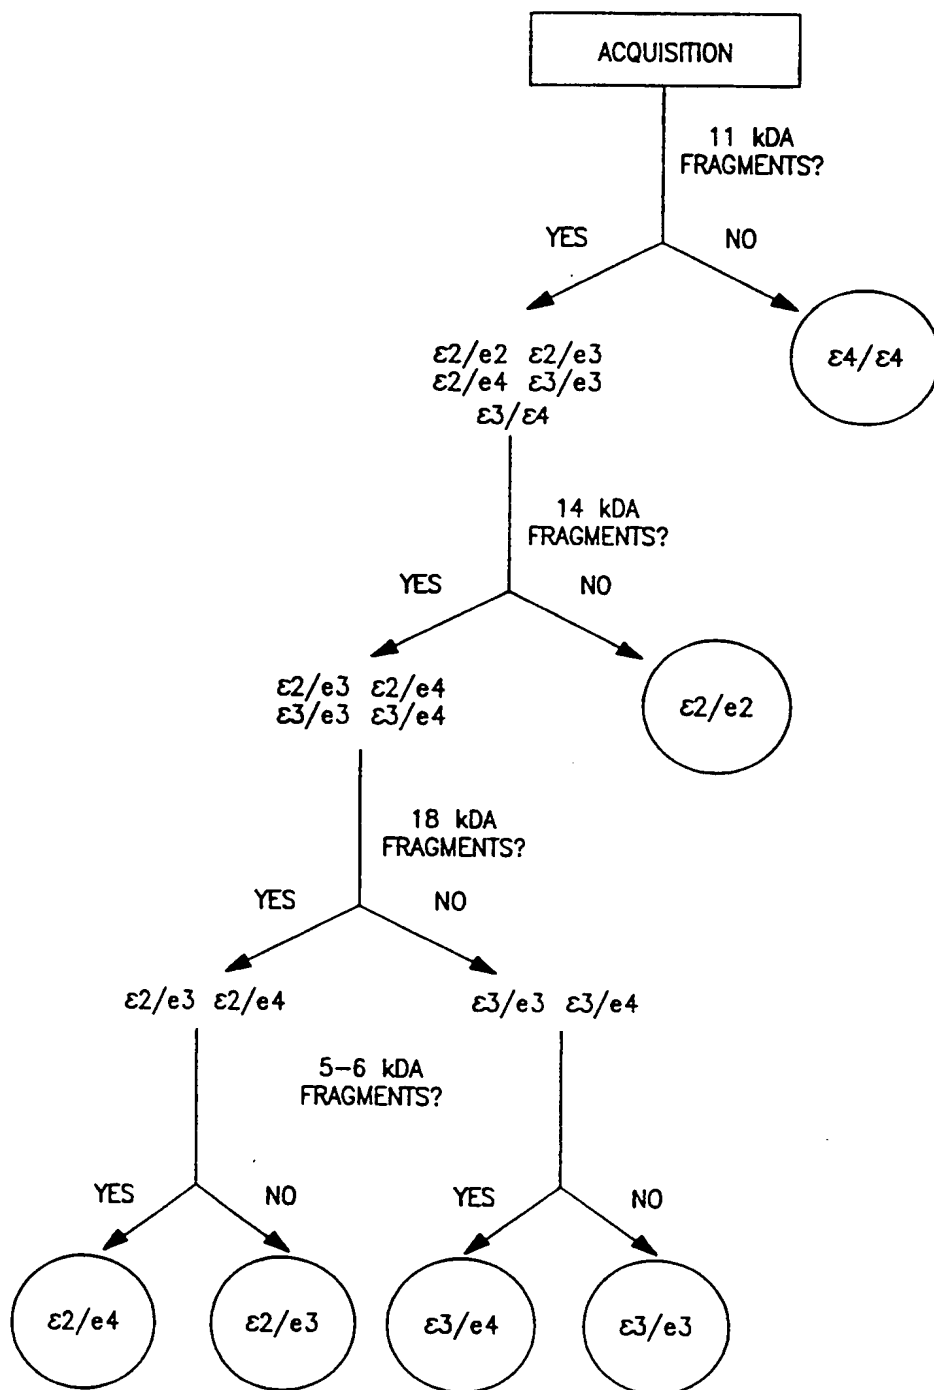 ACQUISITION
11 kDA
FRAGMENTS?
YES NO
ε2/e2 ε2/e3
ε2/e4 ε3/e3
ε3/ε4
ε4/ε4
14 kDA
FRAGMENTS?
YES NO
ε2/e3 ε2/e4
ε3/e3 ε3/e4
ε2/e2
18 kDA
FRAGMENTS?
YES NO
ε2/e3 ε2/e4
ε3/e3 ε3/e4
5-6 kDA
FRAGMENTS?
YES NO
YES NO
ε2/e4
ε2/e3
ε3/e4
ε3/e3